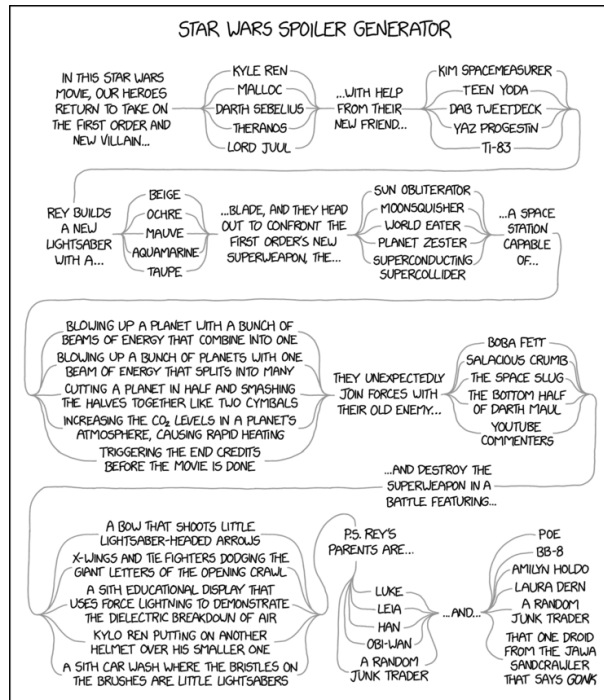 STAR WARS SPOILER GENERATOR
IN THIS STAR WARS
MOVIE, OUR HEROES
RETURN TO TAKE ON
THE FIRST ORDER AND
NEW VILLAIN...
KYLE REN
MALLOC
DARTH SEBELIUS
THERANOS
LORD JUUL
...WITH HELP
FROM THEIR
NEW FRIEND...
KIM SPACEMEASURER
TEEN YODA
DAB TWEETDECK
YAZ PROGESTIN
TI-83
REY BUILDS
A NEW
LIGHTSABER
WITH A...
BEIGE
OCHRE
MAUVE
AQUAMARINE
TAUPE
...BLADE, AND THEY HEAD
OUT TO CONFRONT THE
FIRST ORDER'S NEW
SUPERWEAPON, THE...
SUN OBLITERATOR
MOONSQUISHER
WORLD EATER
PLANET ZESTER
SUPERCONDUCTING
SUPERCOLLIDER
...A SPACE
STATION
CAPABLE
OF...
BLOWING UP A PLANET WITH A BUNCH OF
BEAMS OF ENERGY THAT COMBINE INTO ONE
BLOWING UP A BUNCH OF PLANETS WITH ONE
BEAM OF ENERGY THAT SPLITS INTO MANY
CUTTING A PLANET IN HALF AND SMASHING
THE HALVES TOGETHER LIKE TWO CYMBALS
INCREASING THE CO₂ LEVELS IN A PLANET'S
ATMOSPHERE, CAUSING RAPID HEATING
TRIGGERING THE END CREDITS
BEFORE THE MOVIE IS DONE
THEY UNEXPECTEDLY
JOIN FORCES WITH
THEIR OLD ENEMY...
BOBA FETT
SALACIOUS CRUMB
THE SPACE SLUG
THE BOTTOM HALF
OF DARTH MAUL
YOUTUBE
COMMENTERS
...AND DESTROY THE
SUPERWEAPON IN A
BATTLE FEATURING...
A BOW THAT SHOOTS LITTLE
LIGHTSABER-HEADED ARROWS
X-WINGS AND TIE FIGHTERS DODGING THE
GIANT LETTERS OF THE OPENING CRAWL
A SITH EDUCATIONAL DISPLAY THAT
USES FORCE LIGHTNING TO DEMONSTRATE
THE DIELECTRIC BREAKDOWN OF AIR
KYLO REN PUTTING ON ANOTHER
HELMET OVER HIS SMALLER ONE
A SITH CAR WASH WHERE THE BRISTLES ON
THE BRUSHES ARE LITTLE LIGHTSABERS
P.S. REY'S
PARENTS ARE...
LUKE
LEIA
HAN
OBI-WAN
A RANDOM
JUNK TRADER
...AND...
POE
BB-8
AMILYN HOLDO
LAURA DERN
A RANDOM
JUNK TRADER
THAT ONE DROID
FROM THE JAWA
SANDCRAWLER
THAT SAYS GONK